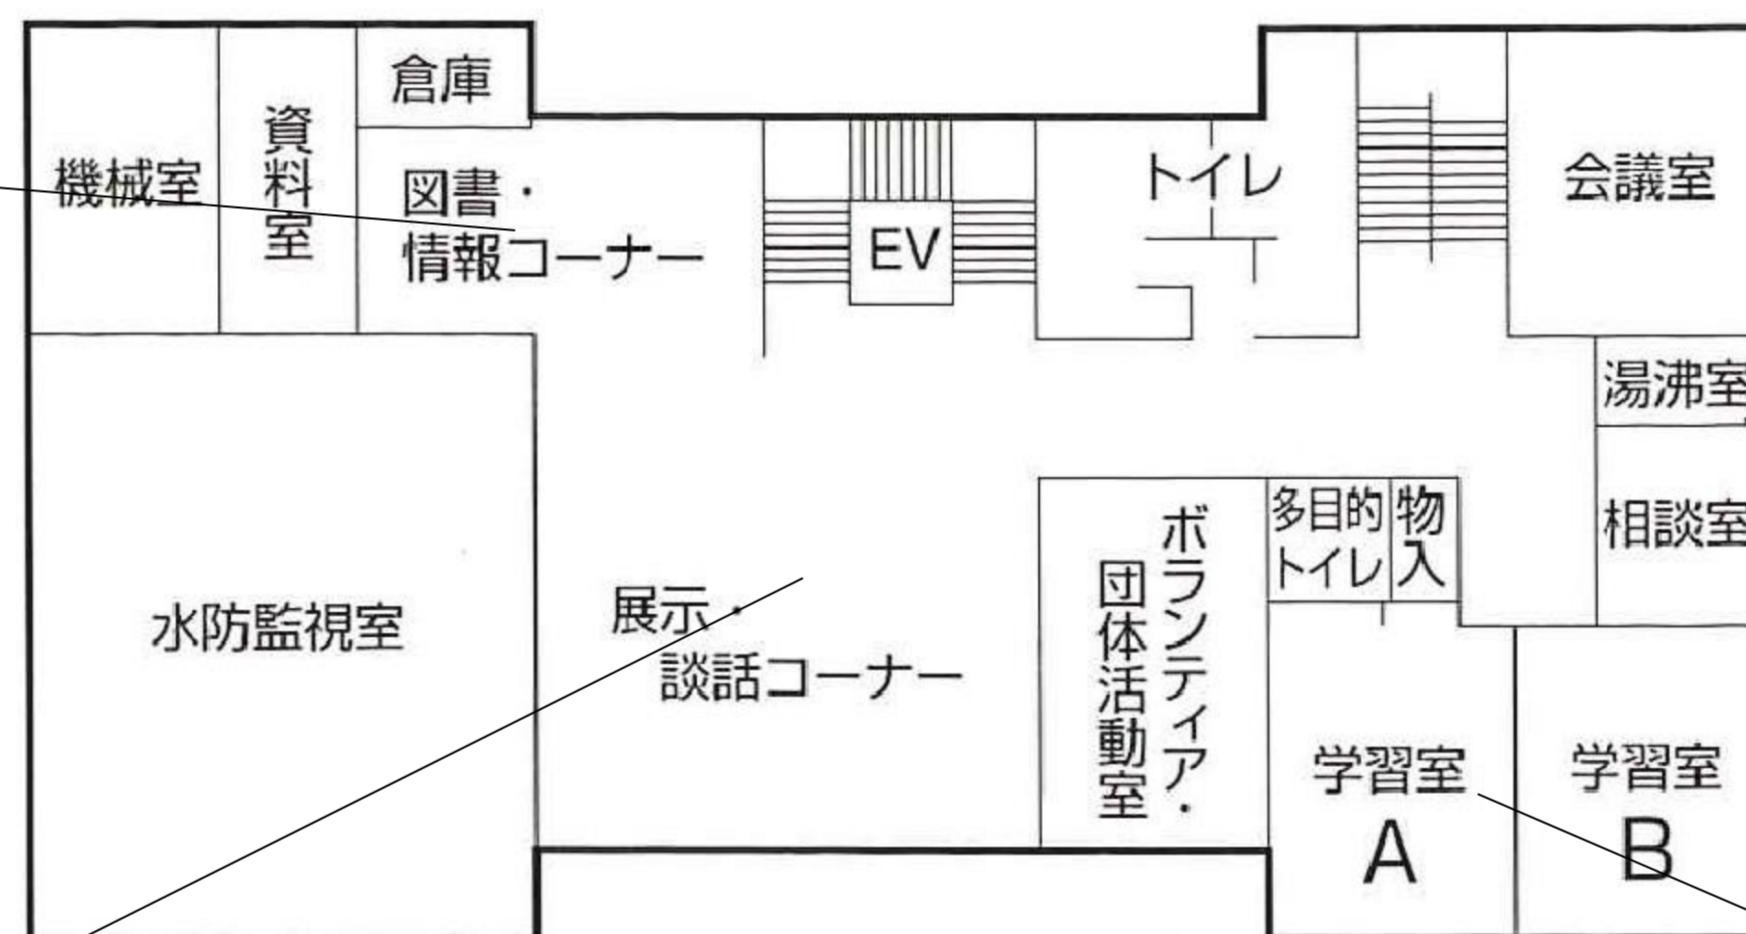 機械室
資料室
倉庫
図書・
情報コーナー
EV
トイレ
会議室
湯沸室
相談室
水防監視室
展示・
談話コーナー
ボランティア・
団体活動室
多目的
トイレ
物入
学習室
A
学習室
B